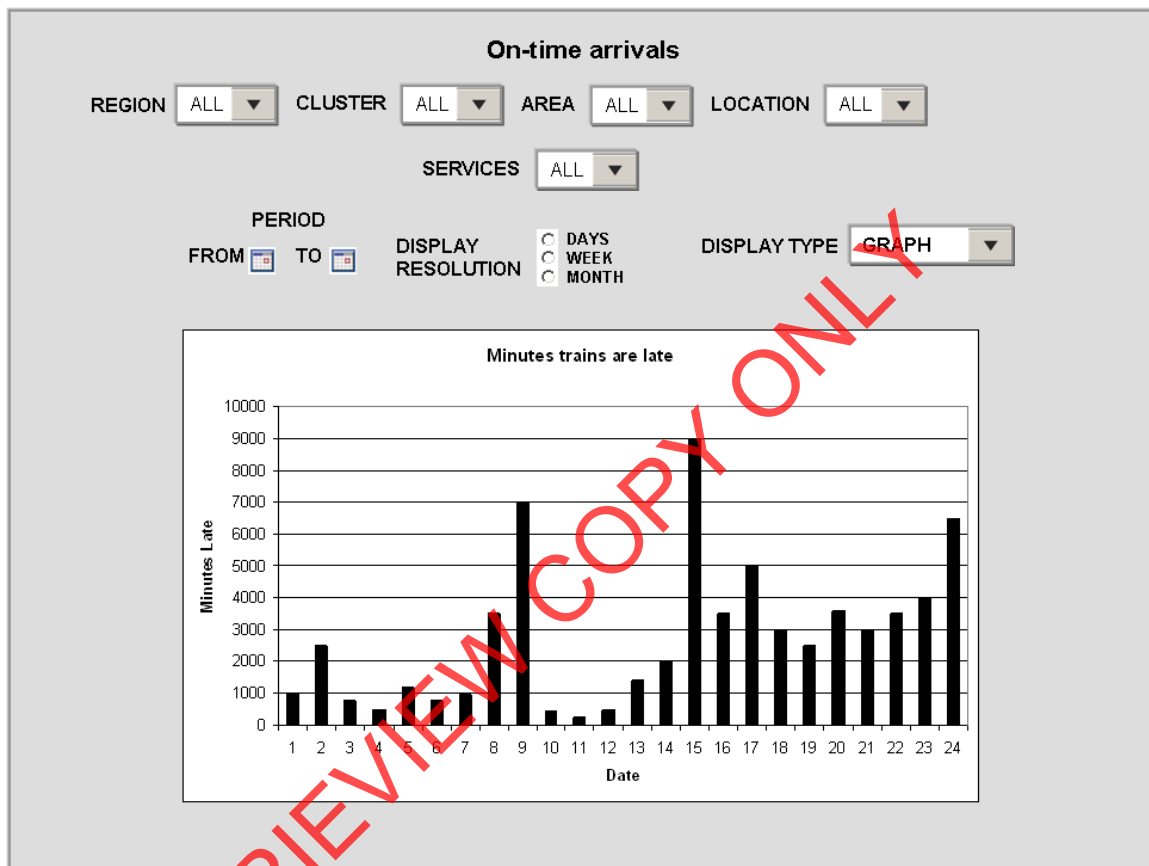 On-time arrivals
REGION ALL CLUSTER ALL AREA ALL LOCATION ALL
SERVICES ALL
PERIOD
FROM TO
DISPLAY
RESOLUTION
DAYS
WEEK
MONTH
DISPLAY TYPE GRAPH
Minutes trains are late
10000
9000
8000
7000
6000
5000
4000
3000
2000
1000
0
Minutes Late
1 2 3 4 5 6 7 8 9 10 11 12 13 14 15 16 17 18 19 20 21 22 23 24
Date
RIEVIEW COPY ONLY